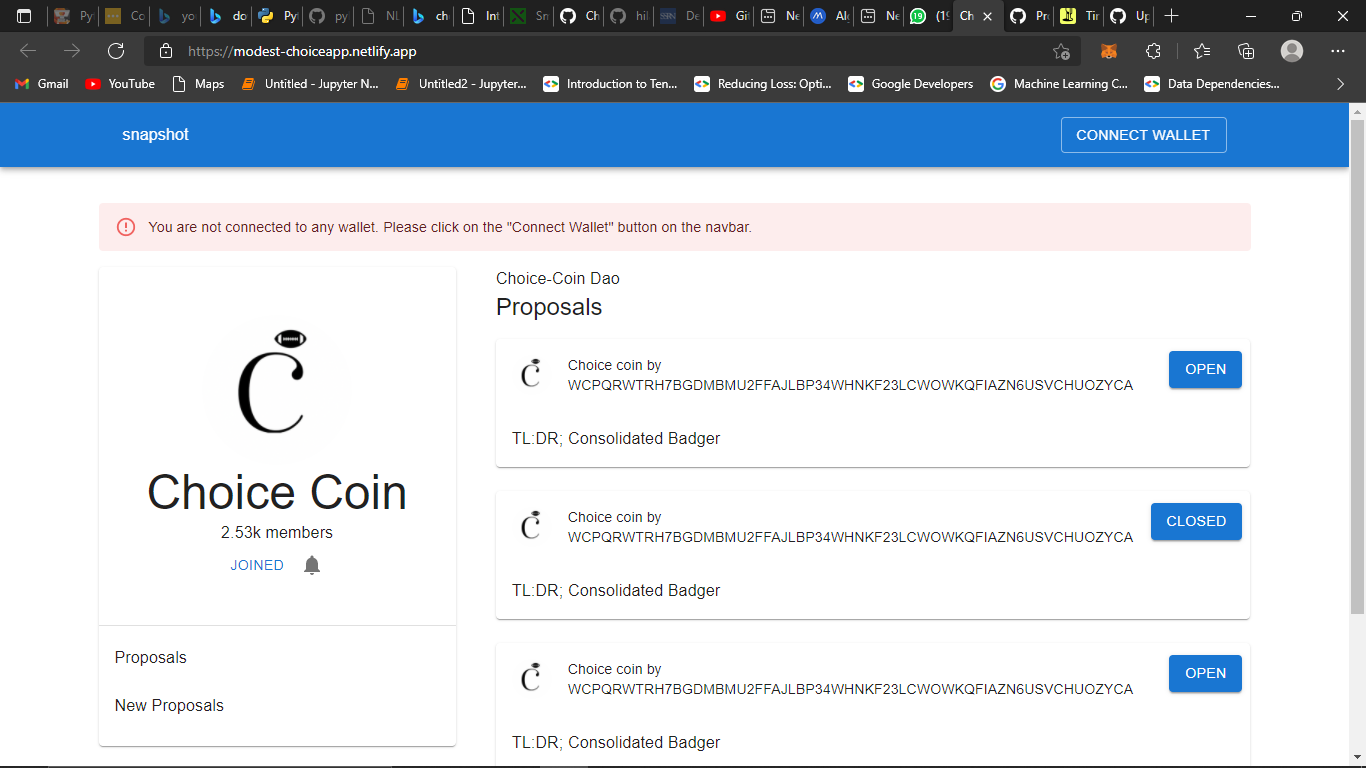 Py
Co
yo
do
Py
py
NL
ch
Int
Sn
Ch
hil
De
Git
Ne
Alg
Ne
(19
Ch
Pr
Tir
Up
https://modest-choiceapp.netlify.app
Gmail
YouTube
Maps
Untitled - Jupyter N...
Untitled2 - Jupyter...
Introduction to Ten...
Reducing Loss: Opti...
Google Developers
Machine Learning C...
Data Dependencies...
snapshot
CONNECT WALLET
You are not connected to any wallet. Please click on the "Connect Wallet" button on the navbar.
Choice Coin
2.53k members
JOINED
Proposals
New Proposals
Choice-Coin Dao
Proposals
Choice coin by
WCPQRWTRH7BGDMBMU2FFAJLBP34WHNKF23LCWOWKQFIAZN6USVCHUOZYCA
OPEN
TL:DR; Consolidated Badger
Choice coin by
WCPQRWTRH7BGDMBMU2FFAJLBP34WHNKF23LCWOWKQFIAZN6USVCHUOZYCA
CLOSED
TL:DR; Consolidated Badger
Choice coin by
WCPQRWTRH7BGDMBMU2FFAJLBP34WHNKF23LCWOWKQFIAZN6USVCHUOZYCA
OPEN
TL:DR; Consolidated Badger